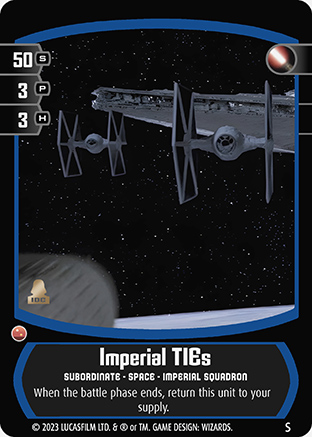 50 S
3 P
3 H
IDC
Imperial TIEs
SUBORDINATE - SPACE - IMPERIAL SQUADRON
When the battle phase ends, return this unit to your
supply.
© 2023 LUCASFILM LTD. & ® or TM. GAME DESIGN: WIZARDS.
S